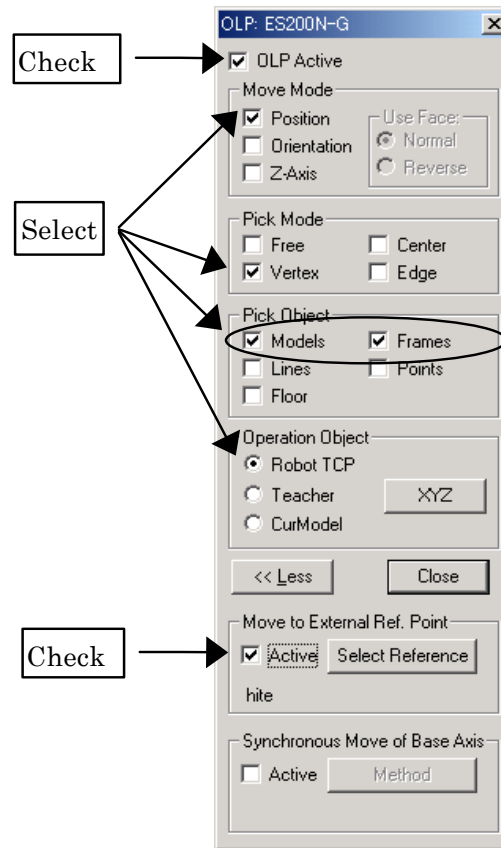 OLP: ES200N-G
Check
OLP Active
Move Mode
Position
Orientation
Z-Axis
Use Face:
Normal
Reverse
Select
Pick Mode
Free
Center
Vertex
Edge
Pick Object
Models
Frames
Lines
Points
Floor
Operation Object
Robot TCP
Teacher
CurModel
XYZ
<< Less
Close
Move to External Ref. Point
Check
Active
Select Reference
hite
Synchronous Move of Base Axis
Active
Method